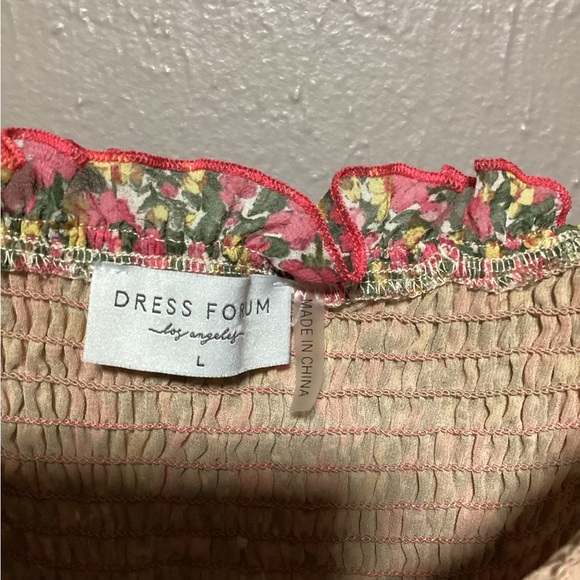 DRESS FORUM
los angeles
L
MADE IN CHINA